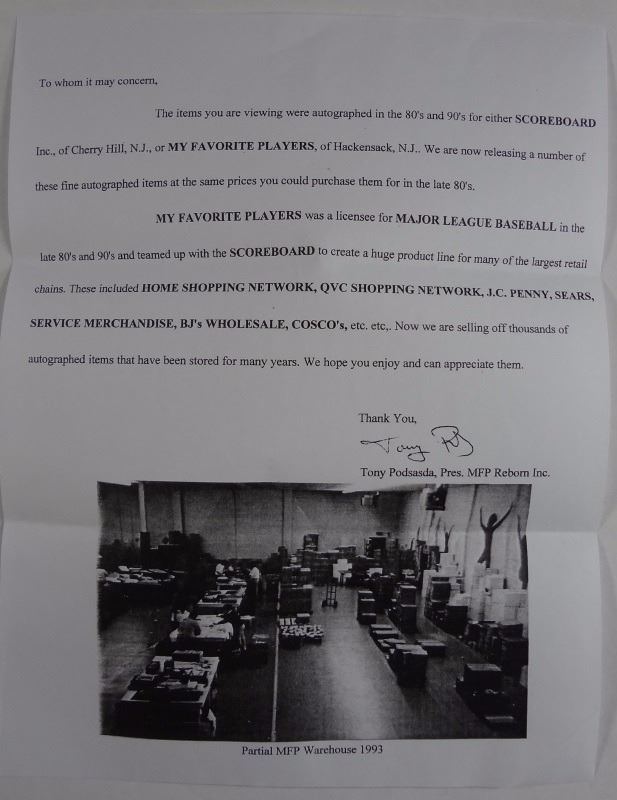 To whom it may concern,
The items you are viewing were autographed in the 80's and 90's for either SCOREBOARD
Inc., of Cherry Hill, N.J., or MY FAVORITE PLAYERS, of Hackensack, N.J.. We are now releasing a number of
these fine autographed items at the same prices you could purchase them for in the late 80's.
MY FAVORITE PLAYERS was a licensee for MAJOR LEAGUE BASEBALL in the
late 80's and 90's and teamed up with the SCOREBOARD to create a huge product line for many of the largest retail
chains. These included HOME SHOPPING NETWORK, QVC SHOPPING NETWORK, J.C. PENNY, SEARS,
SERVICE MERCHANDISE, BJ's WHOLESALE, COSCO's, etc. etc,. Now we are selling off thousands of
autographed items that have been stored for many years. We hope you enjoy and can appreciate them.
Thank You,
Tony
Tony Podsasda, Pres. MFP Reborn Inc.
Partial MFP Warehouse 1993